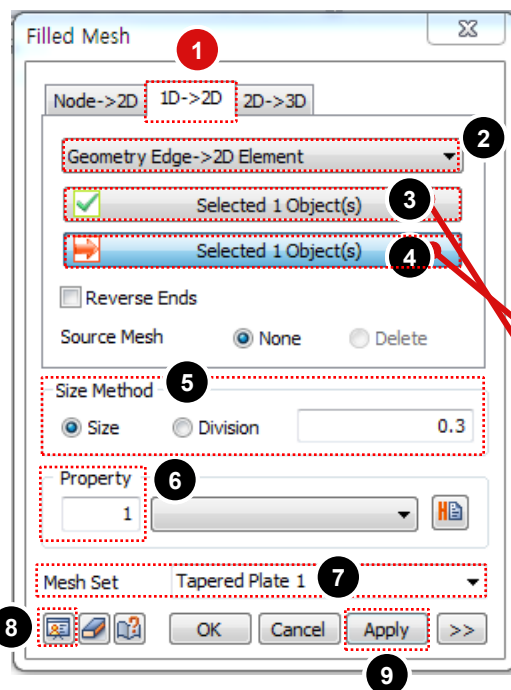 Filled Mesh
1
Node->2D 1D->2D 2D->3D
Geometry Edge->2D Element 2
Selected 1 Object(s) 3
Selected 1 Object(s) 4
Reverse Ends
Source Mesh None Delete
Size Method 5
Size Division 0.3
Property 6
1
Mesh Set Tapered Plate 1 7
8 OK Cancel Apply >>
9